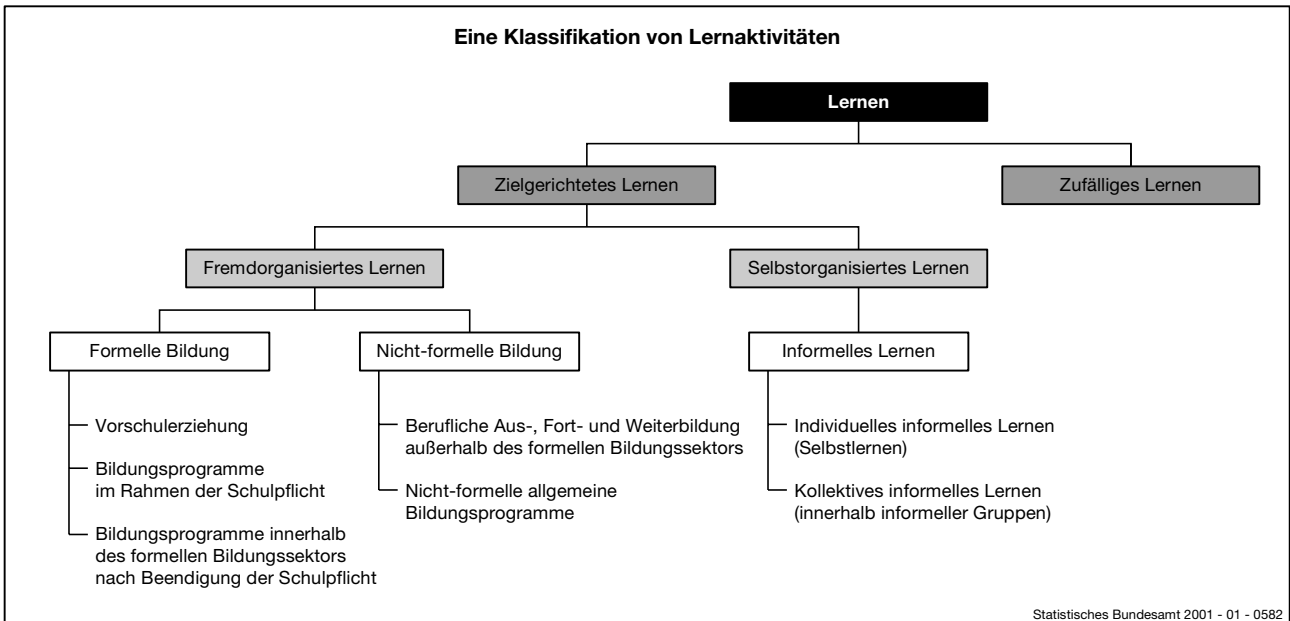 Eine Klassifikation von Lernaktivitäten
Lernen
Zielgerichtetes Lernen
Zufälliges Lernen
Fremdorganisiertes Lernen
Selbstorganisiertes Lernen
Formelle Bildung
Nicht-formelle Bildung
Informelles Lernen
Vorschulerziehung
Bildungsprogramme
im Rahmen der Schulpflicht
Bildungsprogramme innerhalb
des formellen Bildungssektors
nach Beendigung der Schulpflicht
Berufliche Aus-, Fort- und Weiterbildung
außerhalb des formellen Bildungssektors
Nicht-formelle allgemeine
Bildungsprogramme
Individuelles informelles Lernen
(Selbstlernen)
Kollektives informelles Lernen
(innerhalb informeller Gruppen)
Statistisches Bundesamt 2001 - 01 - 0582